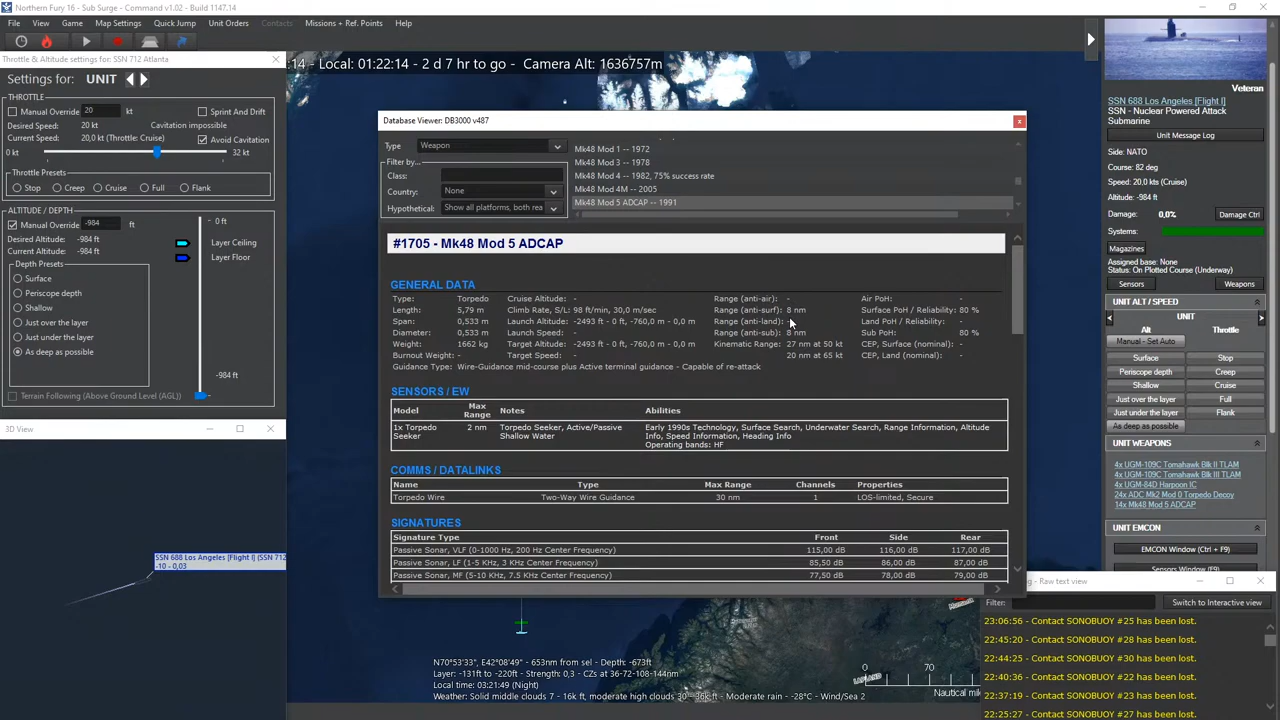 Northern Fury 16 - Sub Surge - Command v1.02 - Build 1147.14
File View Game Map Settings Quick Jump Unit Orders Contacts Missions + Ref. Points Help
:14 - Local: 01:22:14 - 2 d 7 hr to go - Camera Alt: 1636757m
Throttle & Altitude settings for: SSN 712 Atlanta
Settings for: UNIT
THROTTLE
Manual Override 20 kt Sprint And Drift
Desired Speed: 20 kt Cavitation impossible
Current Speed: 20,0 kt (Throttle: Cruise) Avoid Cavitation
0 kt 32 kt
Throttle Presets
Stop Creep Cruise Full Flank
ALTITUDE / DEPTH
Manual Override -984 ft
- 0 ft
Desired Altitude: -984 ft
Current Altitude: -984 ft
Layer Ceiling
Layer Floor
Depth Presets
Surface
Periscope depth
Shallow
Just over the layer
Just under the layer
As deep as possible
-984 ft
Terrain Following (Above Ground Level (AGL))
3D View
SSN 688 Los Angeles [Flight I] (SSN 712
-10 - 0,03
Database Viewer: DB3000 v487
Type Weapon
Filter by...
Class:
Country: None
Hypothetical: Show all platforms, both rea
Mk48 Mod 1 -- 1972
Mk48 Mod 3 -- 1978
Mk48 Mod 4 -- 1982, 75% success rate
Mk48 Mod 4M -- 2005
Mk48 Mod 5 ADCAP -- 1991
#1705 - Mk48 Mod 5 ADCAP
GENERAL DATA
Type: Torpedo Cruise Altitude: - Range (anti-air): - Air PoH: -
Length: 5,79 m Climb Rate, S/L: 98 ft/min, 30,0 m/sec Range (anti-surf): 8 nm Surface PoH / Reliability: 80 %
Span: 0,533 m Launch Altitude: -2493 ft - 0 ft, -760,0 m - 0,0 m Range (anti-land): - Land PoH / Reliability: -
Diameter: 0,533 m Launch Speed: - Range (anti-sub): 8 nm Sub PoH: 80 %
Weight: 1662 kg Target Altitude: -2493 ft - 0 ft, -760,0 m - 0,0 m Kinematic Range: 27 nm at 50 kt CEP, Surface (nominal): -
Burnout Weight: - Target Speed: - 20 nm at 65 kt CEP, Land (nominal): -
Guidance Type: Wire-Guidance mid-course plus Active terminal guidance - Capable of re-attack
SENSORS / EW
Model Max Range Notes Abilities
1x Torpedo Seeker 2 nm Torpedo Seeker, Active/Passive Shallow Water Early 1990s Technology, Surface Search, Underwater Search, Range Information, Altitude Info, Speed Information, Heading Info
Operating bands: HF
COMMS / DATALINKS
Name Type Max Range Channels Properties
Torpedo Wire Two-Way Wire Guidance 30 nm 1 LOS-limited, Secure
SIGNATURES
Signature Type Front Side Rear
Passive Sonar, VLF (0-1000 Hz, 200 Hz Center Frequency) 115,00 dB 116,00 dB 117,00 dB
Passive Sonar, LF (1-5 KHz, 3 KHz Center Frequency) 85,50 dB 86,00 dB 87,00 dB
Passive Sonar, MF (5-10 KHz, 7.5 KHz Center Frequency) 77,50 dB 78,00 dB 79,00 dB
N70°53'33", E42°08'49" - 653nm from sel - Depth: -673ft
Layer: -131ft to -220ft - Strength: 0,3 - CZs at 36-72-108-144nm
Local time: 03:21:49 (Night)
Weather: Solid middle clouds 7 - 16k ft, moderate high clouds 30 - 36k ft - Moderate rain - -28°C - Wind/Sea 2
0 70
LAPLAND
Nautical mile
Veteran
SSN 688 Los Angeles [Flight I]
SSN - Nuclear Powered Attack Submarine
Unit Message Log
Side: NATO
Course: 82 deg
Speed: 20,0 kts (Cruise)
Altitude: -984 ft
Damage: 0,0% Damage Ctrl
Systems:
Magazines
Assigned base: None
Status: On Plotted Course (Underway)
Sensors Weapons
UNIT ALT / SPEED
UNIT
Alt Throttle
Manual - Set Auto
Surface Stop
Periscope depth Creep
Shallow Cruise
Just over the layer Full
Just under the layer Flank
As deep as possible
UNIT WEAPONS
4x UGM-109C Tomahawk Blk II TLAM
4x UGM-109C Tomahawk Blk III TLAM
4x UGM-84D Harpoon IC
24x ADC Mk2 Mod 0 Torpedo Decoy
14x Mk48 Mod 5 ADCAP
UNIT EMCON
EMCON Window (Ctrl + F9)
Sensors Window (F9)
og - Raw text view
Filter: Switch to Interactive view
23:06:56 - Contact SONOBUOY #25 has been lost.
22:45:20 - Contact SONOBUOY #28 has been lost.
22:44:25 - Contact SONOBUOY #30 has been lost.
22:40:36 - Contact SONOBUOY #22 has been lost.
22:37:19 - Contact SONOBUOY #23 has been lost.
22:25:27 - Contact SONOBUOY #27 has been lost.